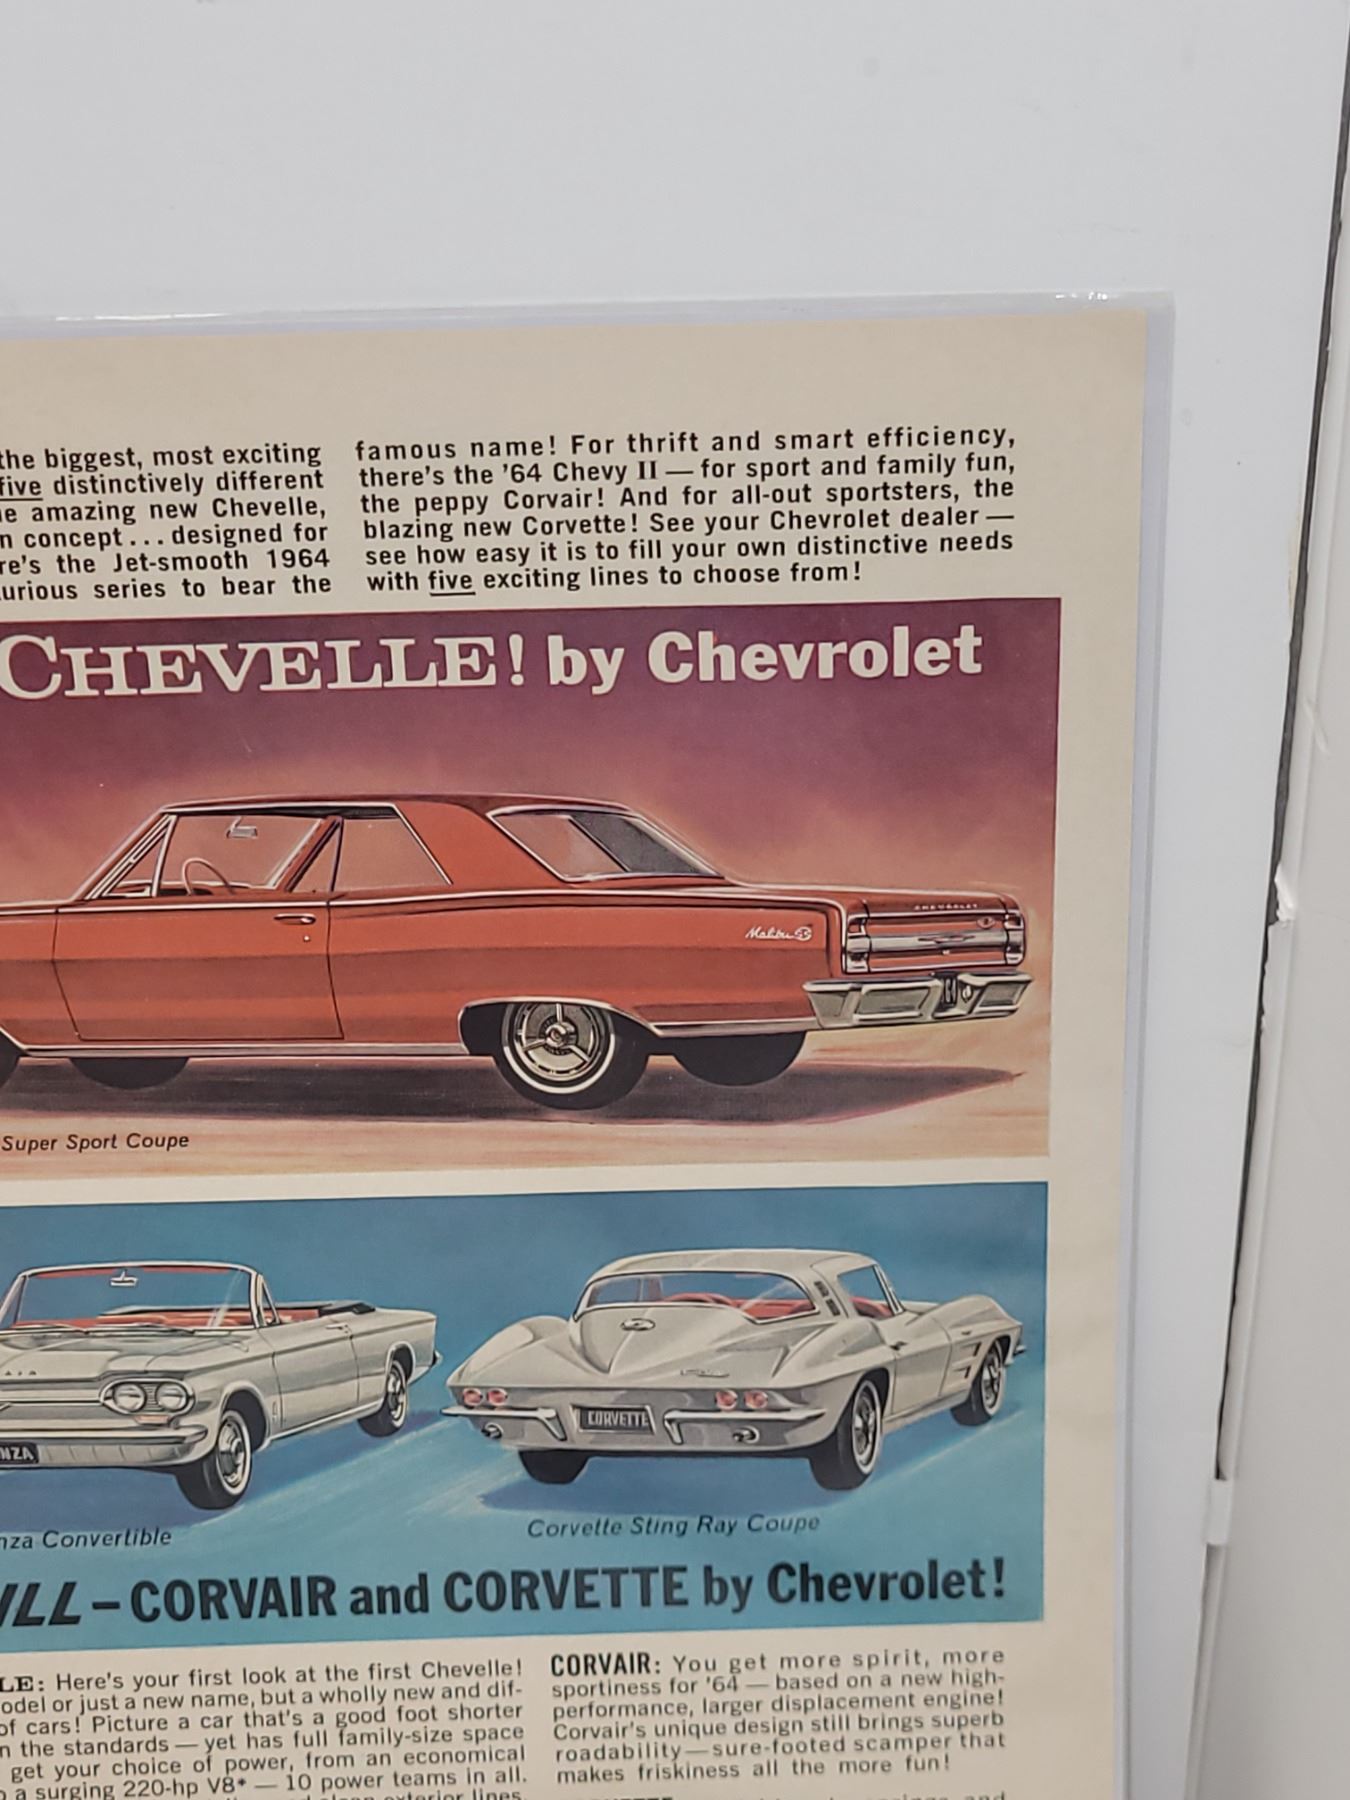 the biggest, most exciting
five distinctively different
amazing new Chevelle,
concept... designed for
the Jet-smooth 1964
series to bear the
famous name! For thrift and smart efficiency,
there's the '64 Chevy II — for sport and family fun,
the peppy Corvair! And for all-out sportsters, the
blazing new Corvette! See your Chevrolet dealer —
see how easy it is to fill your own distinctive needs
with five exciting lines to choose from!
CHEVELLE! by Chevrolet
CHEVROLET
Malibu SS
64
Super Sport Coupe
CORVETTE
Convertible
Corvette Sting Ray Coupe
– CORVAIR and CORVETTE by Chevrolet!
Here's your first look at the first Chevelle!
or just a new name, but a wholly new and dif-
of cars! Picture a car that's a good foot shorter
the standards — yet has full family-size space
get your choice of power, from an economical
a surging 220-hp V8* — 10 power teams in all.
exterior lines.
CORVAIR: You get more spirit, more
sportiness for '64 — based on a new high-
performance, larger displacement engine!
Corvair's unique design still brings superb
roadability — sure-footed scamper that
makes friskiness all the more fun!